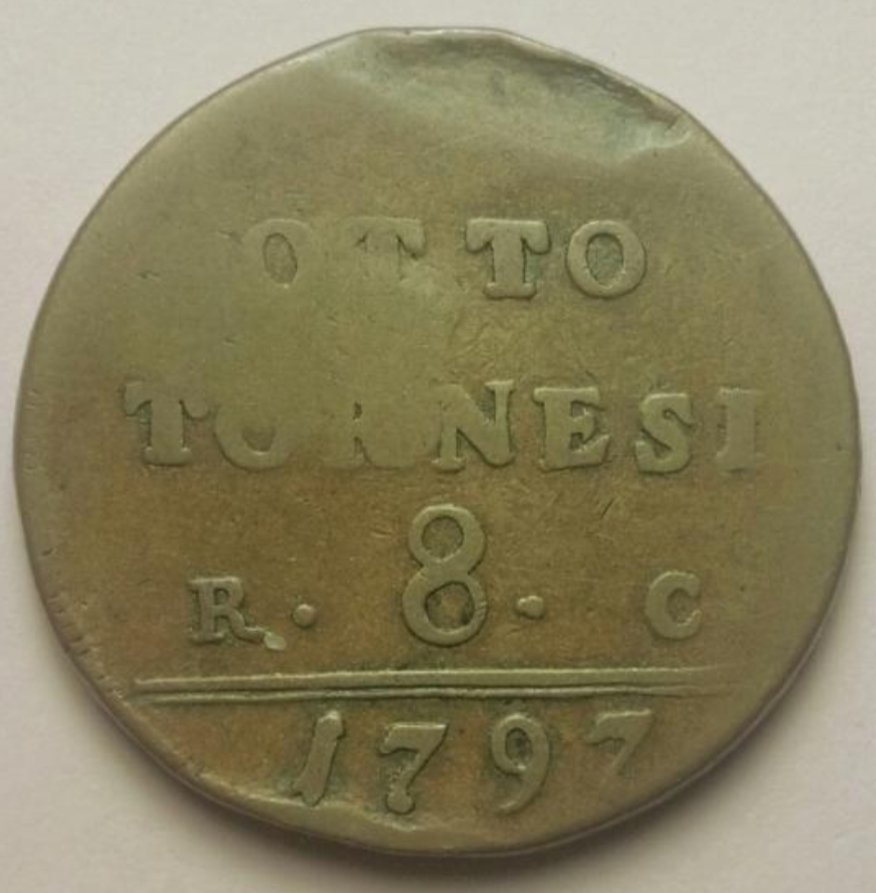 OTTO
TORNESI
R. 8. C
1797